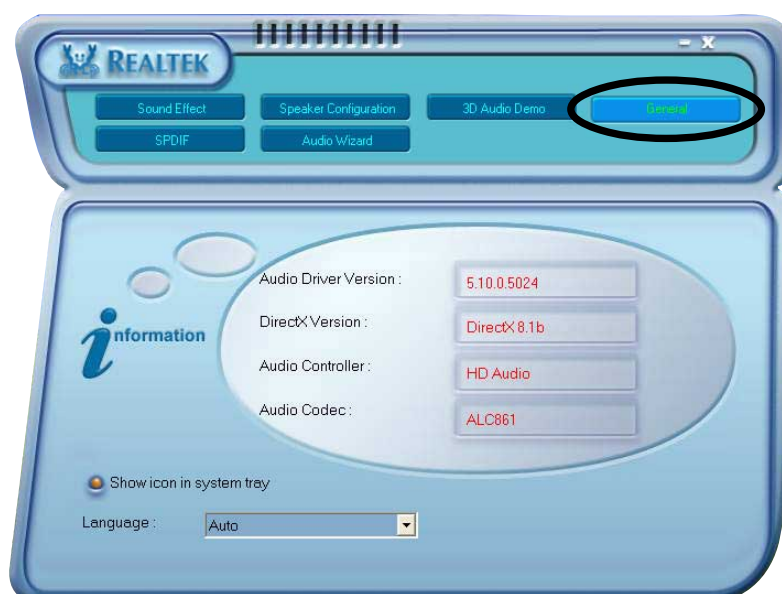 REALTEK
- X
Sound Effect
Speaker Configuration
3D Audio Demo
General
SPDIF
Audio Wizard
Information
Audio Driver Version :
5.10.0.5024
DirectX Version :
DirectX 8.1b
Audio Controller :
HD Audio
Audio Codec :
ALC861
Show icon in system tray
Language :
Auto